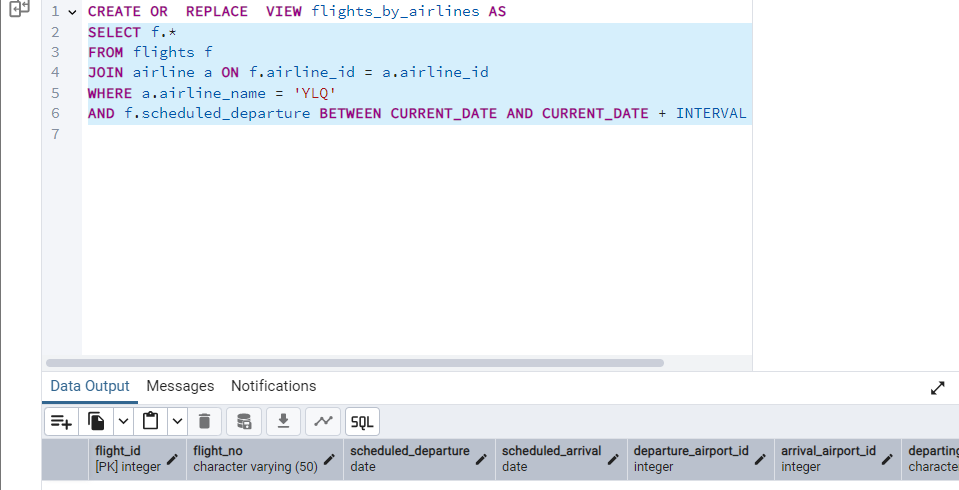 1 CREATE OR REPLACE VIEW flights_by_airlines AS
2 SELECT f.*
3 FROM flights f
4 JOIN airline a ON f.airline_id = a.airline_id
5 WHERE a.airline_name = 'YLQ'
6 AND f.scheduled_departure BETWEEN CURRENT_DATE AND CURRENT_DATE + INTERVAL
7
Data Output Messages Notifications
SQL
flight_id flight_no scheduled_departure scheduled_arrival departure_airport_id arrival_airport_id departing
[PK] integer character varying (50) date date integer integer characte